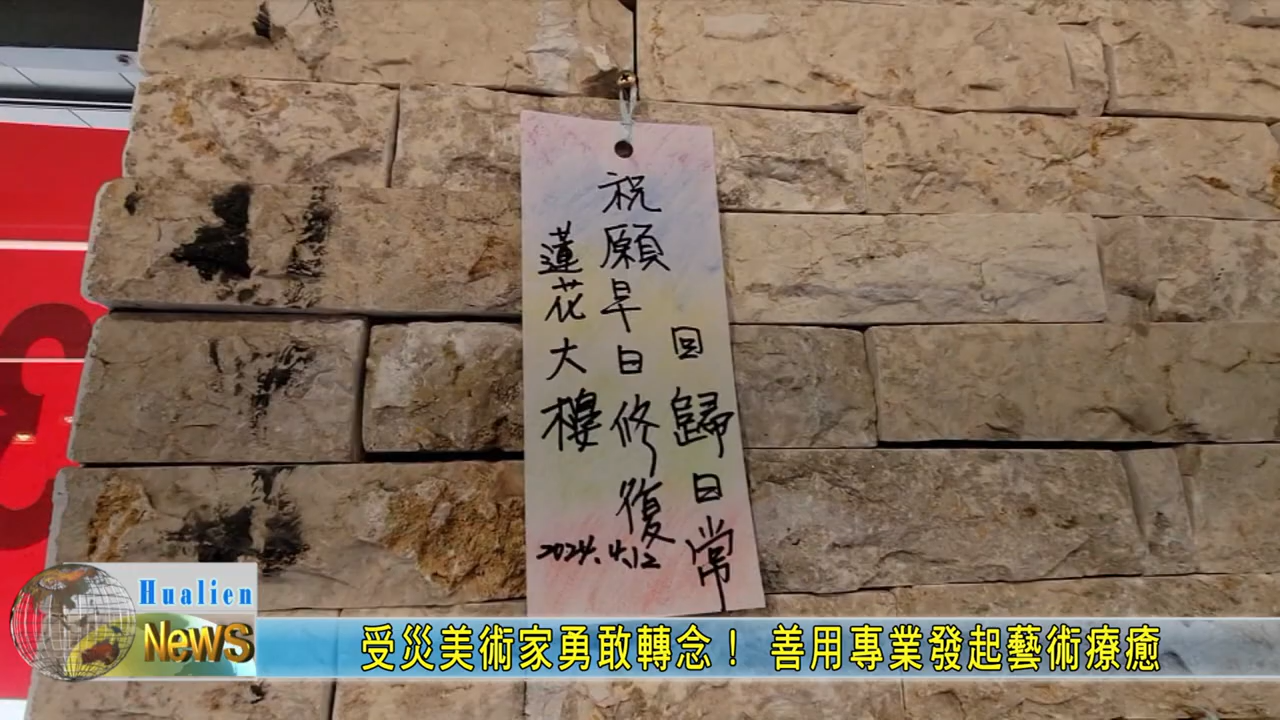 祝願早日修復
蓮花大樓
回歸日常
2024.4.12
Hualien
News
受災美術家勇敢轉念！ 善用專業發起藝術療癒